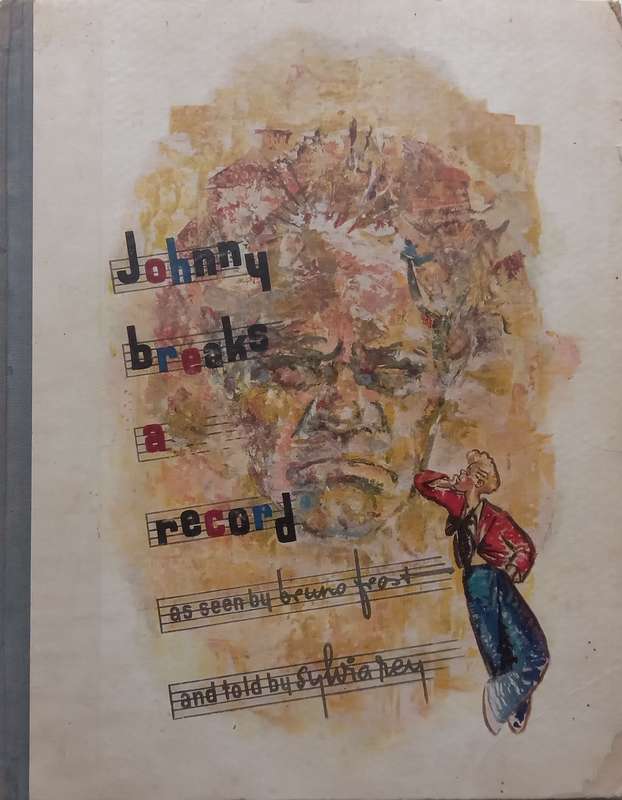 Johnny
breaks
a
record
as seen by bruno frost
and told by sylvia rey